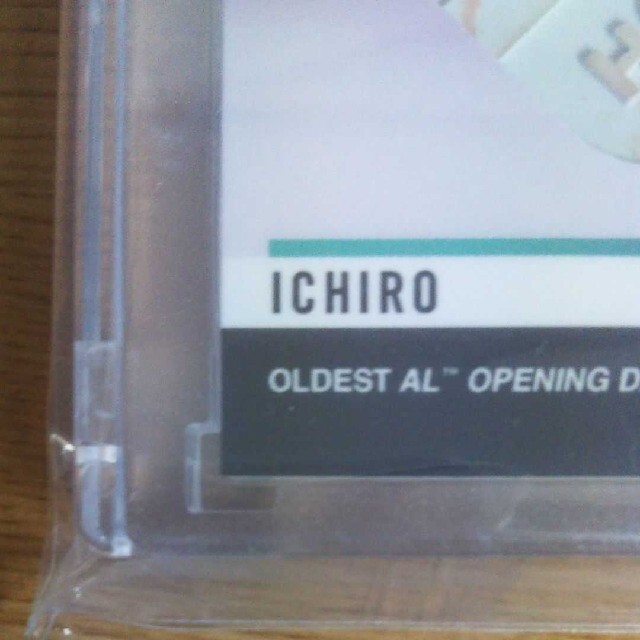 ICHIRO
OLDEST AL™ OPENING D